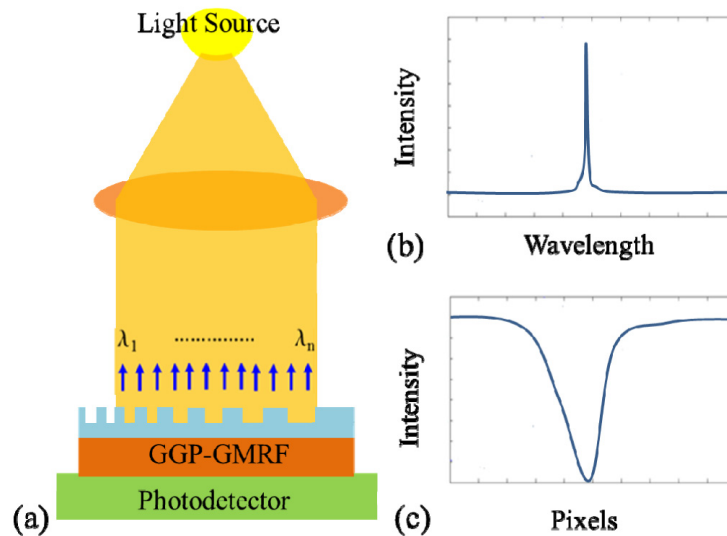 Light Source
λ1 ............... λn
GGP-GMRF
Photodetector
(a)
Intensity
Wavelength
(b)
Intensity
Pixels
(c)